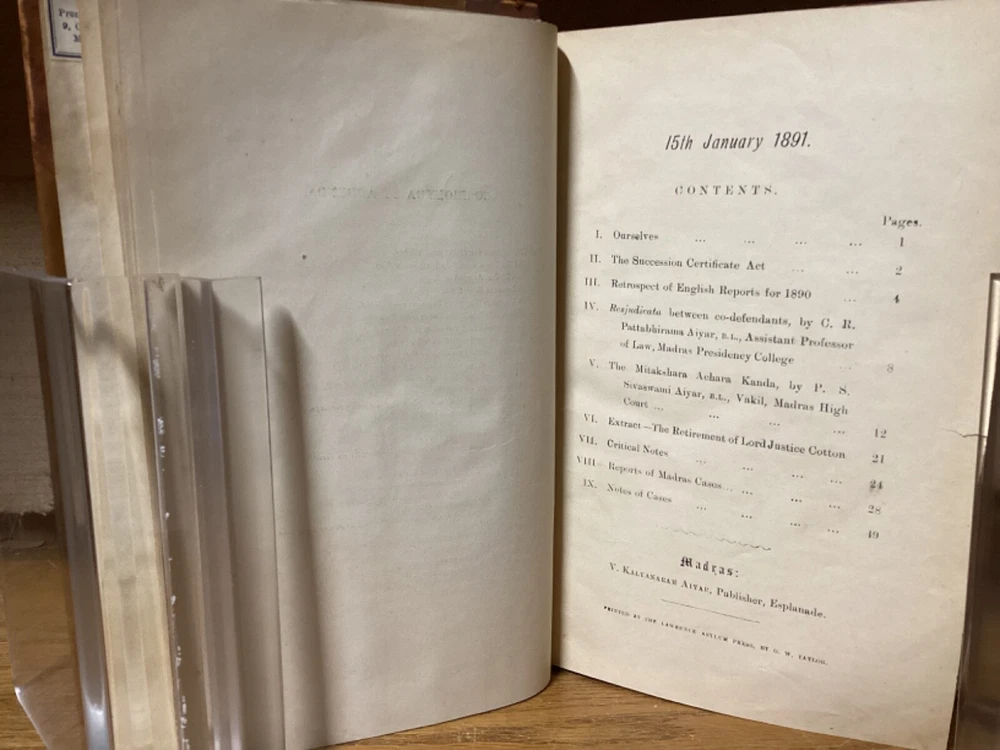 15th January 1891.
CONTENTS.
Pages.
I. Ourselves ... ... ... ... 1
II. The Succession Certificate Act ... ... 2
III. Retrospect of English Reports for 1890 ... 4
IV. Resjudicata between co-defendants, by C. R.
Pattabhirama Aiyar, B.L., Assistant Professor
of Law, Madras Presidency College ... 8
V. The Mitakshara Achara Kanda, by P. S.
Sivaswami Aiyar, B.L., Vakil, Madras High
Court ... ... ... ... 12
VI. Extract—The Retirement of Lord Justice Cotton 21
VII. Critical Notes ... ... ... ... 24
VIII. Reports of Madras Cases ... ... ... ... 28
IX. Notes of Cases ... ... ... ... 49
Madras:
V. KALYANARAM AIYAR, Publisher, Esplanade.
PRINTED AT THE LAWRENCE ASYLUM PRESS, BY G. W. TAYLOR.